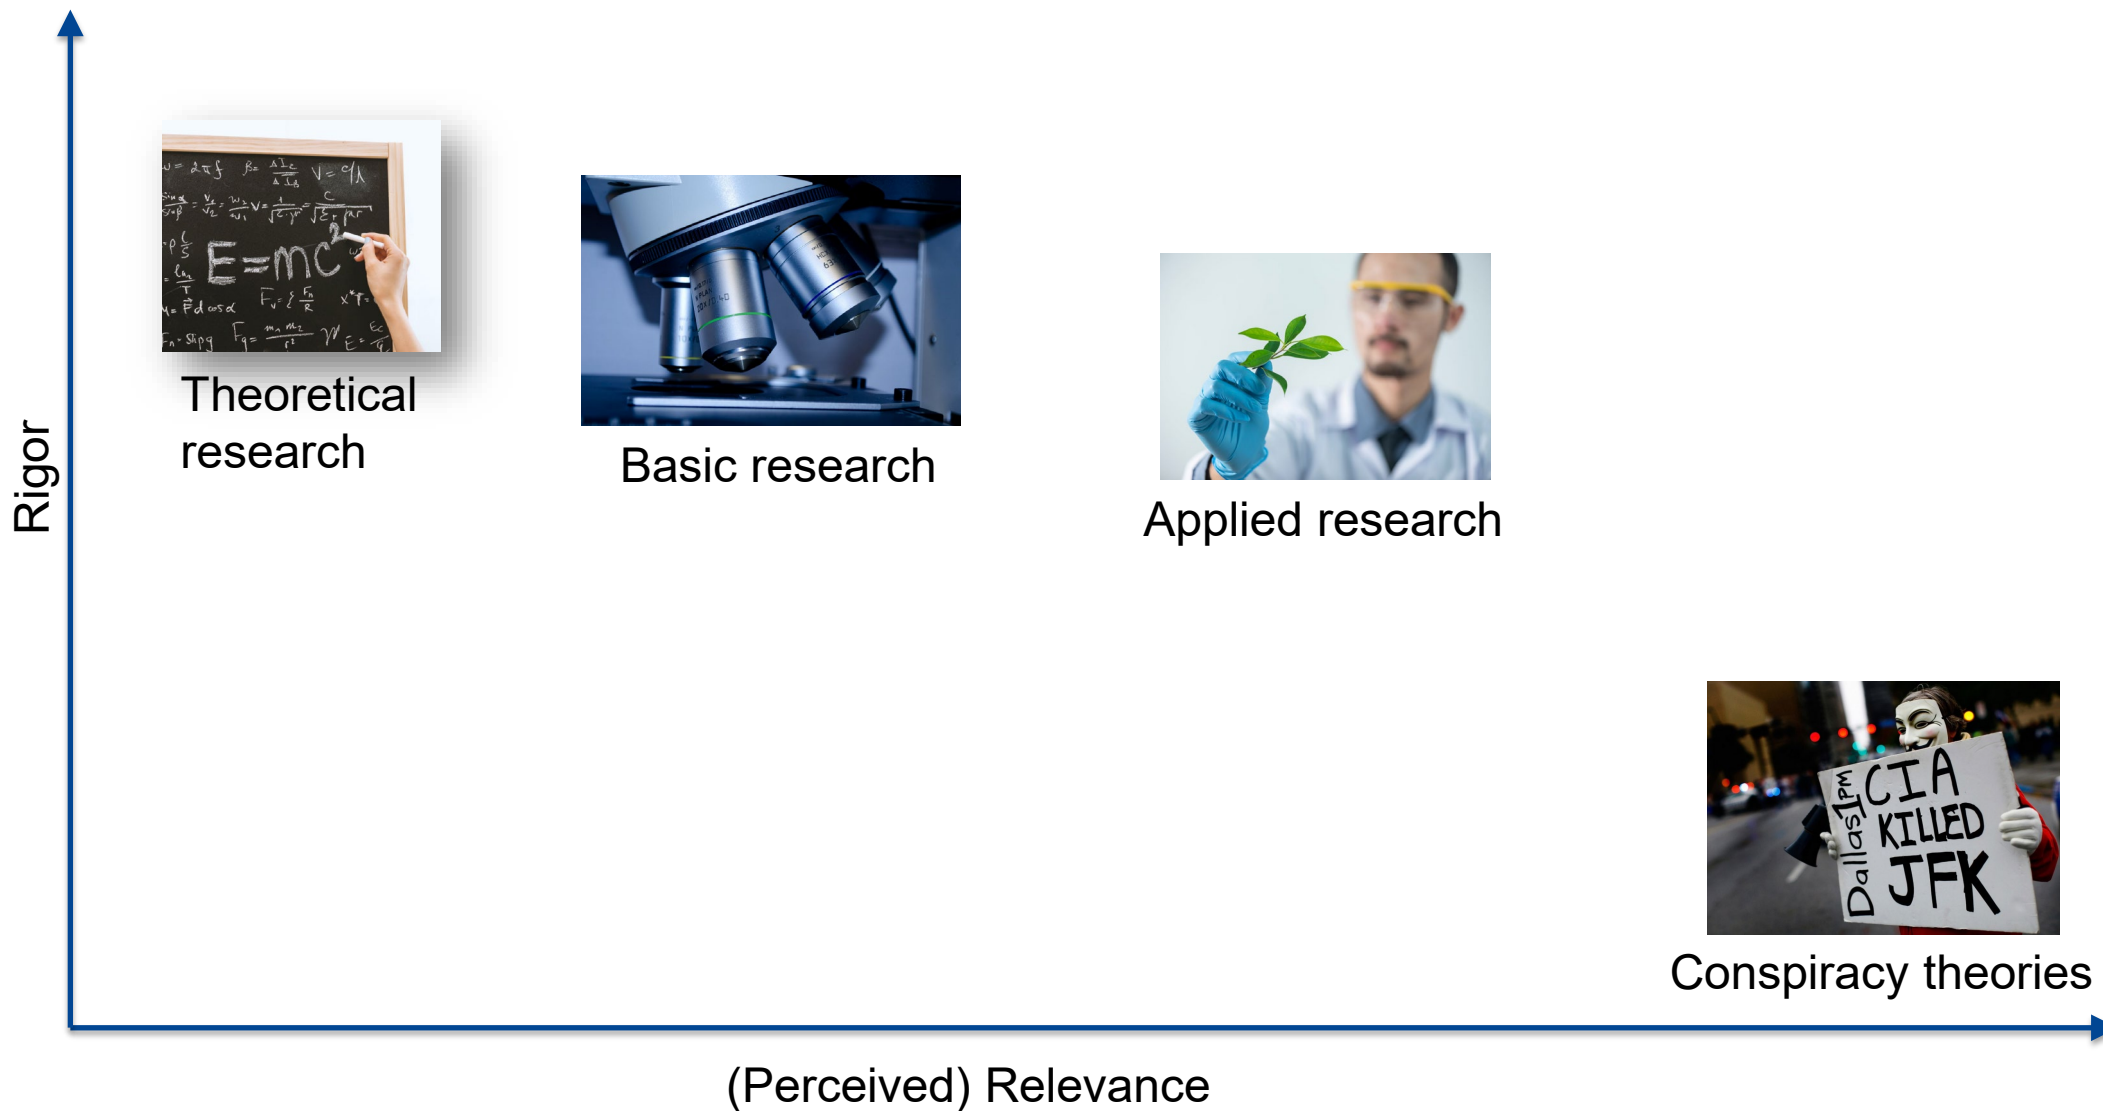 Rigor
E=mc²
Theoretical
research
Basic research
Applied research
Dallas 1PM
CIA
KILLED
JFK
Conspiracy theories
(Perceived) Relevance